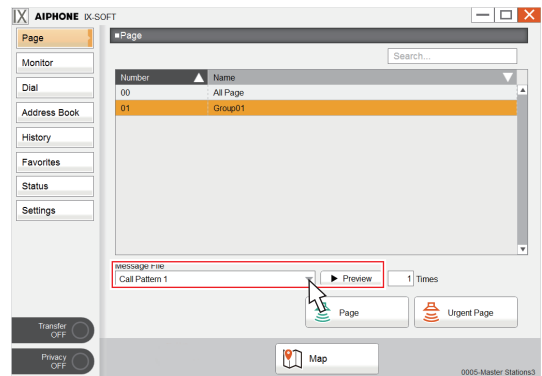 IX AIPHONE IX-SOFT
Page
Monitor
Dial
Address Book
History
Favorites
Status
Settings
Transfer
OFF
Privacy
OFF
■Page
Search...
Number Name
00 All Page
01 Group01
Message File
Call Pattern 1 Preview 1 Times
Page Urgent Page
Map
0005-Master Stations3